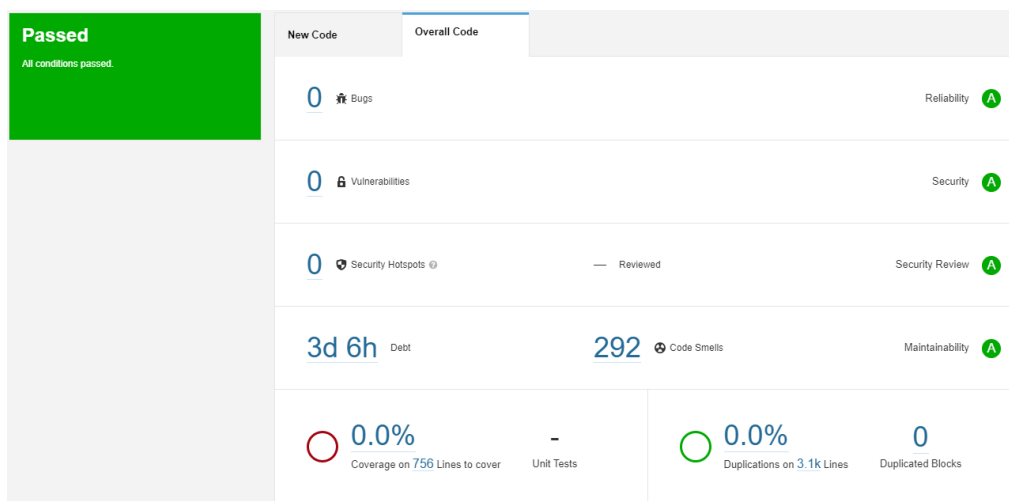 Passed
All conditions passed.
New Code
Overall Code
0 Bugs
Reliability A
0 Vulnerabilities
Security A
0 Security Hotspots ?
— Reviewed
Security Review A
3d 6h Debt
292 Code Smells
Maintainability A
0.0%
Coverage on 756 Lines to cover
-
Unit Tests
0.0%
Duplications on 3.1k Lines
0
Duplicated Blocks